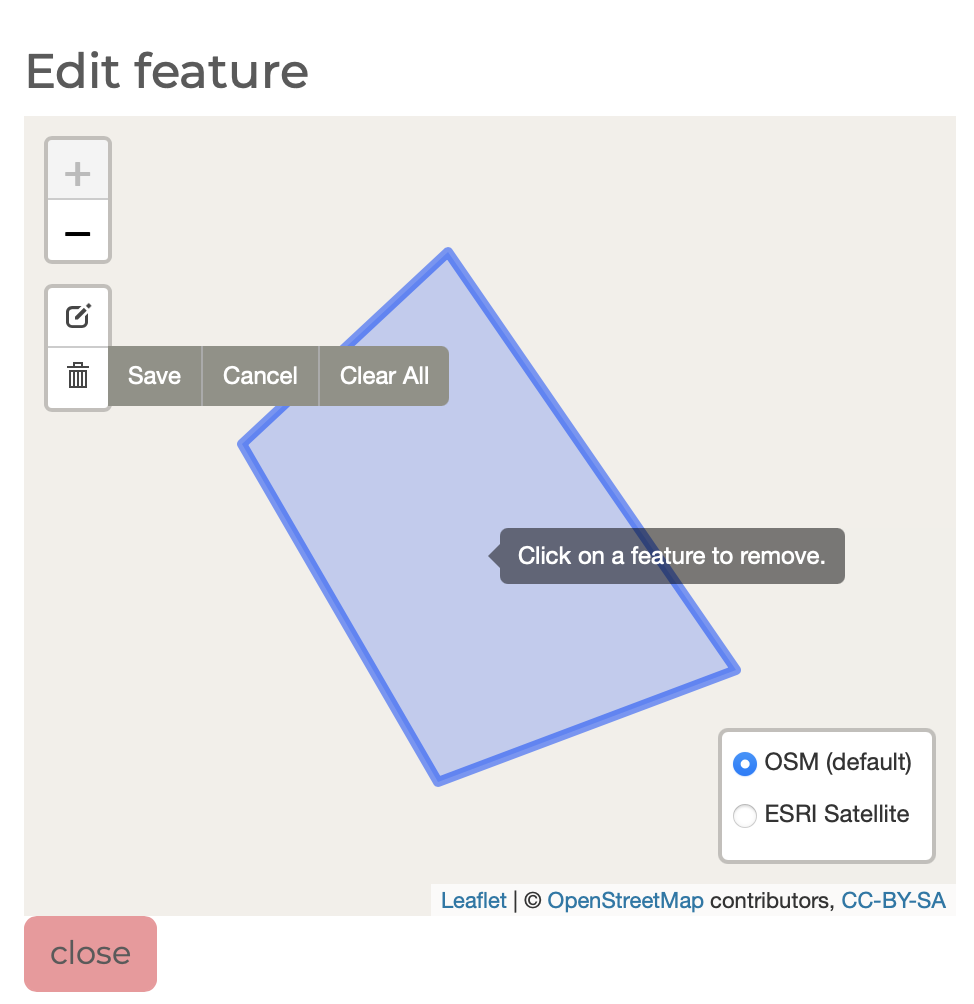 Edit feature
+
−
Save Cancel Clear All
Click on a feature to remove.
OSM (default)
ESRI Satellite
Leaflet | © OpenStreetMap contributors, CC-BY-SA
close